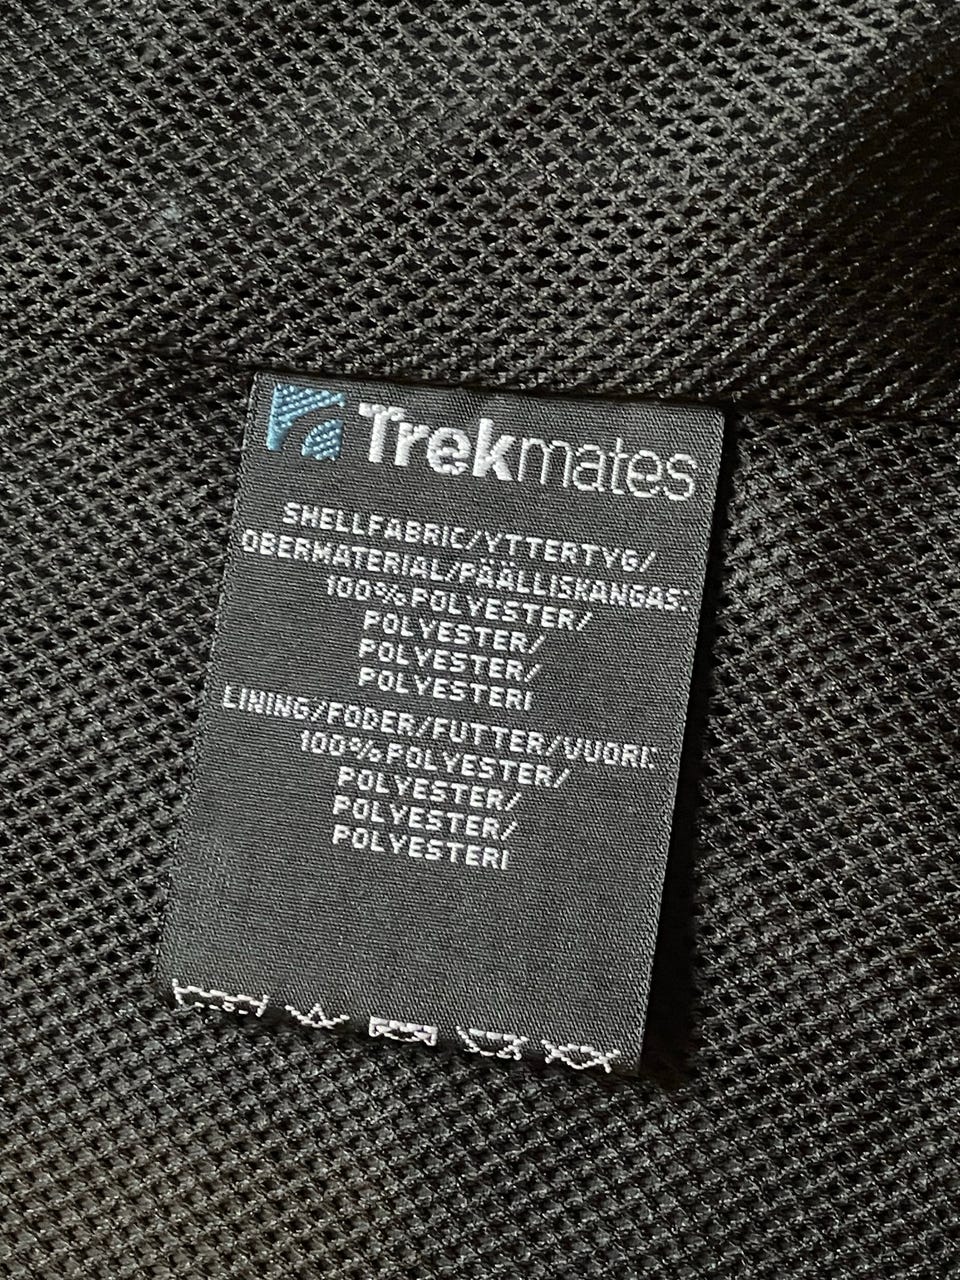 Trekmates
SHELLFABRIC/YTTERTYG/
OBERMATERIAL/PÄÄLLISKANGAS:
100%POLYESTER/
POLYESTER/
POLYESTER/
POLYESTERI
LINING/FODER/FUTTER/VUORI:
100%POLYESTER/
POLYESTER/
POLYESTER/
POLYESTERI